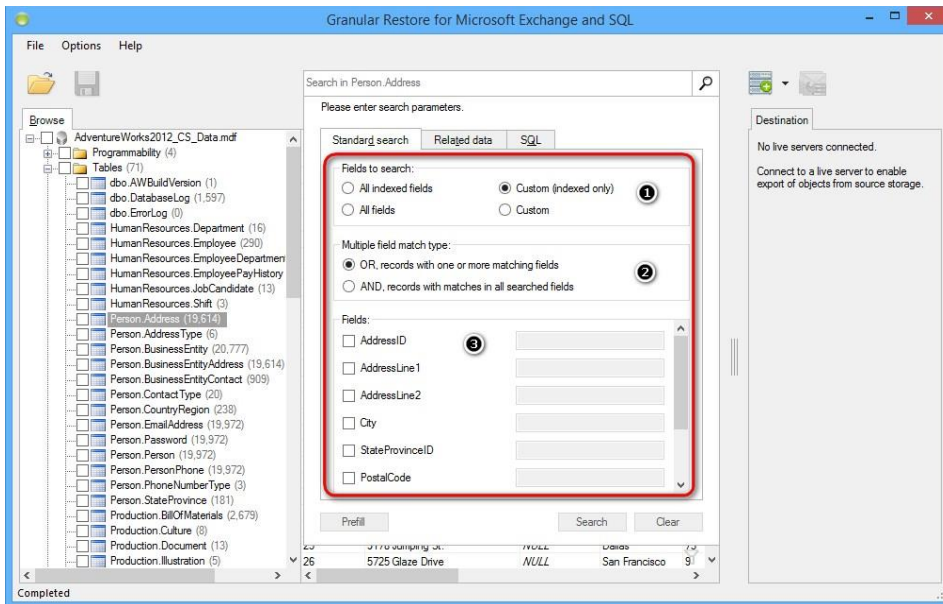 Granular Restore for Microsoft Exchange and SQL
File Options Help
Browse
AdventureWorks2012_CS_Data.mdf
Programmability (4)
Tables (71)
dbo.AWBuildVersion (1)
dbo.DatabaseLog (1,597)
dbo.ErrorLog (0)
HumanResources.Department (16)
HumanResources.Employee (290)
HumanResources.EmployeeDepartment
HumanResources.EmployeePayHistory
HumanResources.JobCandidate (13)
HumanResources.Shift (3)
Person.Address (19,614)
Person.AddressType (6)
Person.BusinessEntity (20,777)
Person.BusinessEntityAddress (19,614)
Person.BusinessEntityContact (909)
Person.ContactType (20)
Person.CountryRegion (238)
Person.EmailAddress (19,972)
Person.Password (19,972)
Person.Person (19,972)
Person.PersonPhone (19,972)
Person.PhoneNumberType (3)
Person.StateProvince (181)
Production.BillOfMaterials (2,679)
Production.Culture (8)
Production.Document (13)
Production.Illustration (5)
Completed
Search in Person.Address
Please enter search parameters.
Standard search Related data SQL
Fields to search:
All indexed fields Custom (indexed only) 1
All fields Custom
Multiple field match type:
OR, records with one or more matching fields 2
AND, records with matches in all searched fields
Fields:
AddressID 3
AddressLine1
AddressLine2
City
StateProvinceID
PostalCode
Prefill Search Clear
25 5178 Jumping St. NULL Dallas 75
26 5725 Glaze Drive NULL San Francisco 9
Destination
No live servers connected.
Connect to a live server to enable
export of objects from source storage.